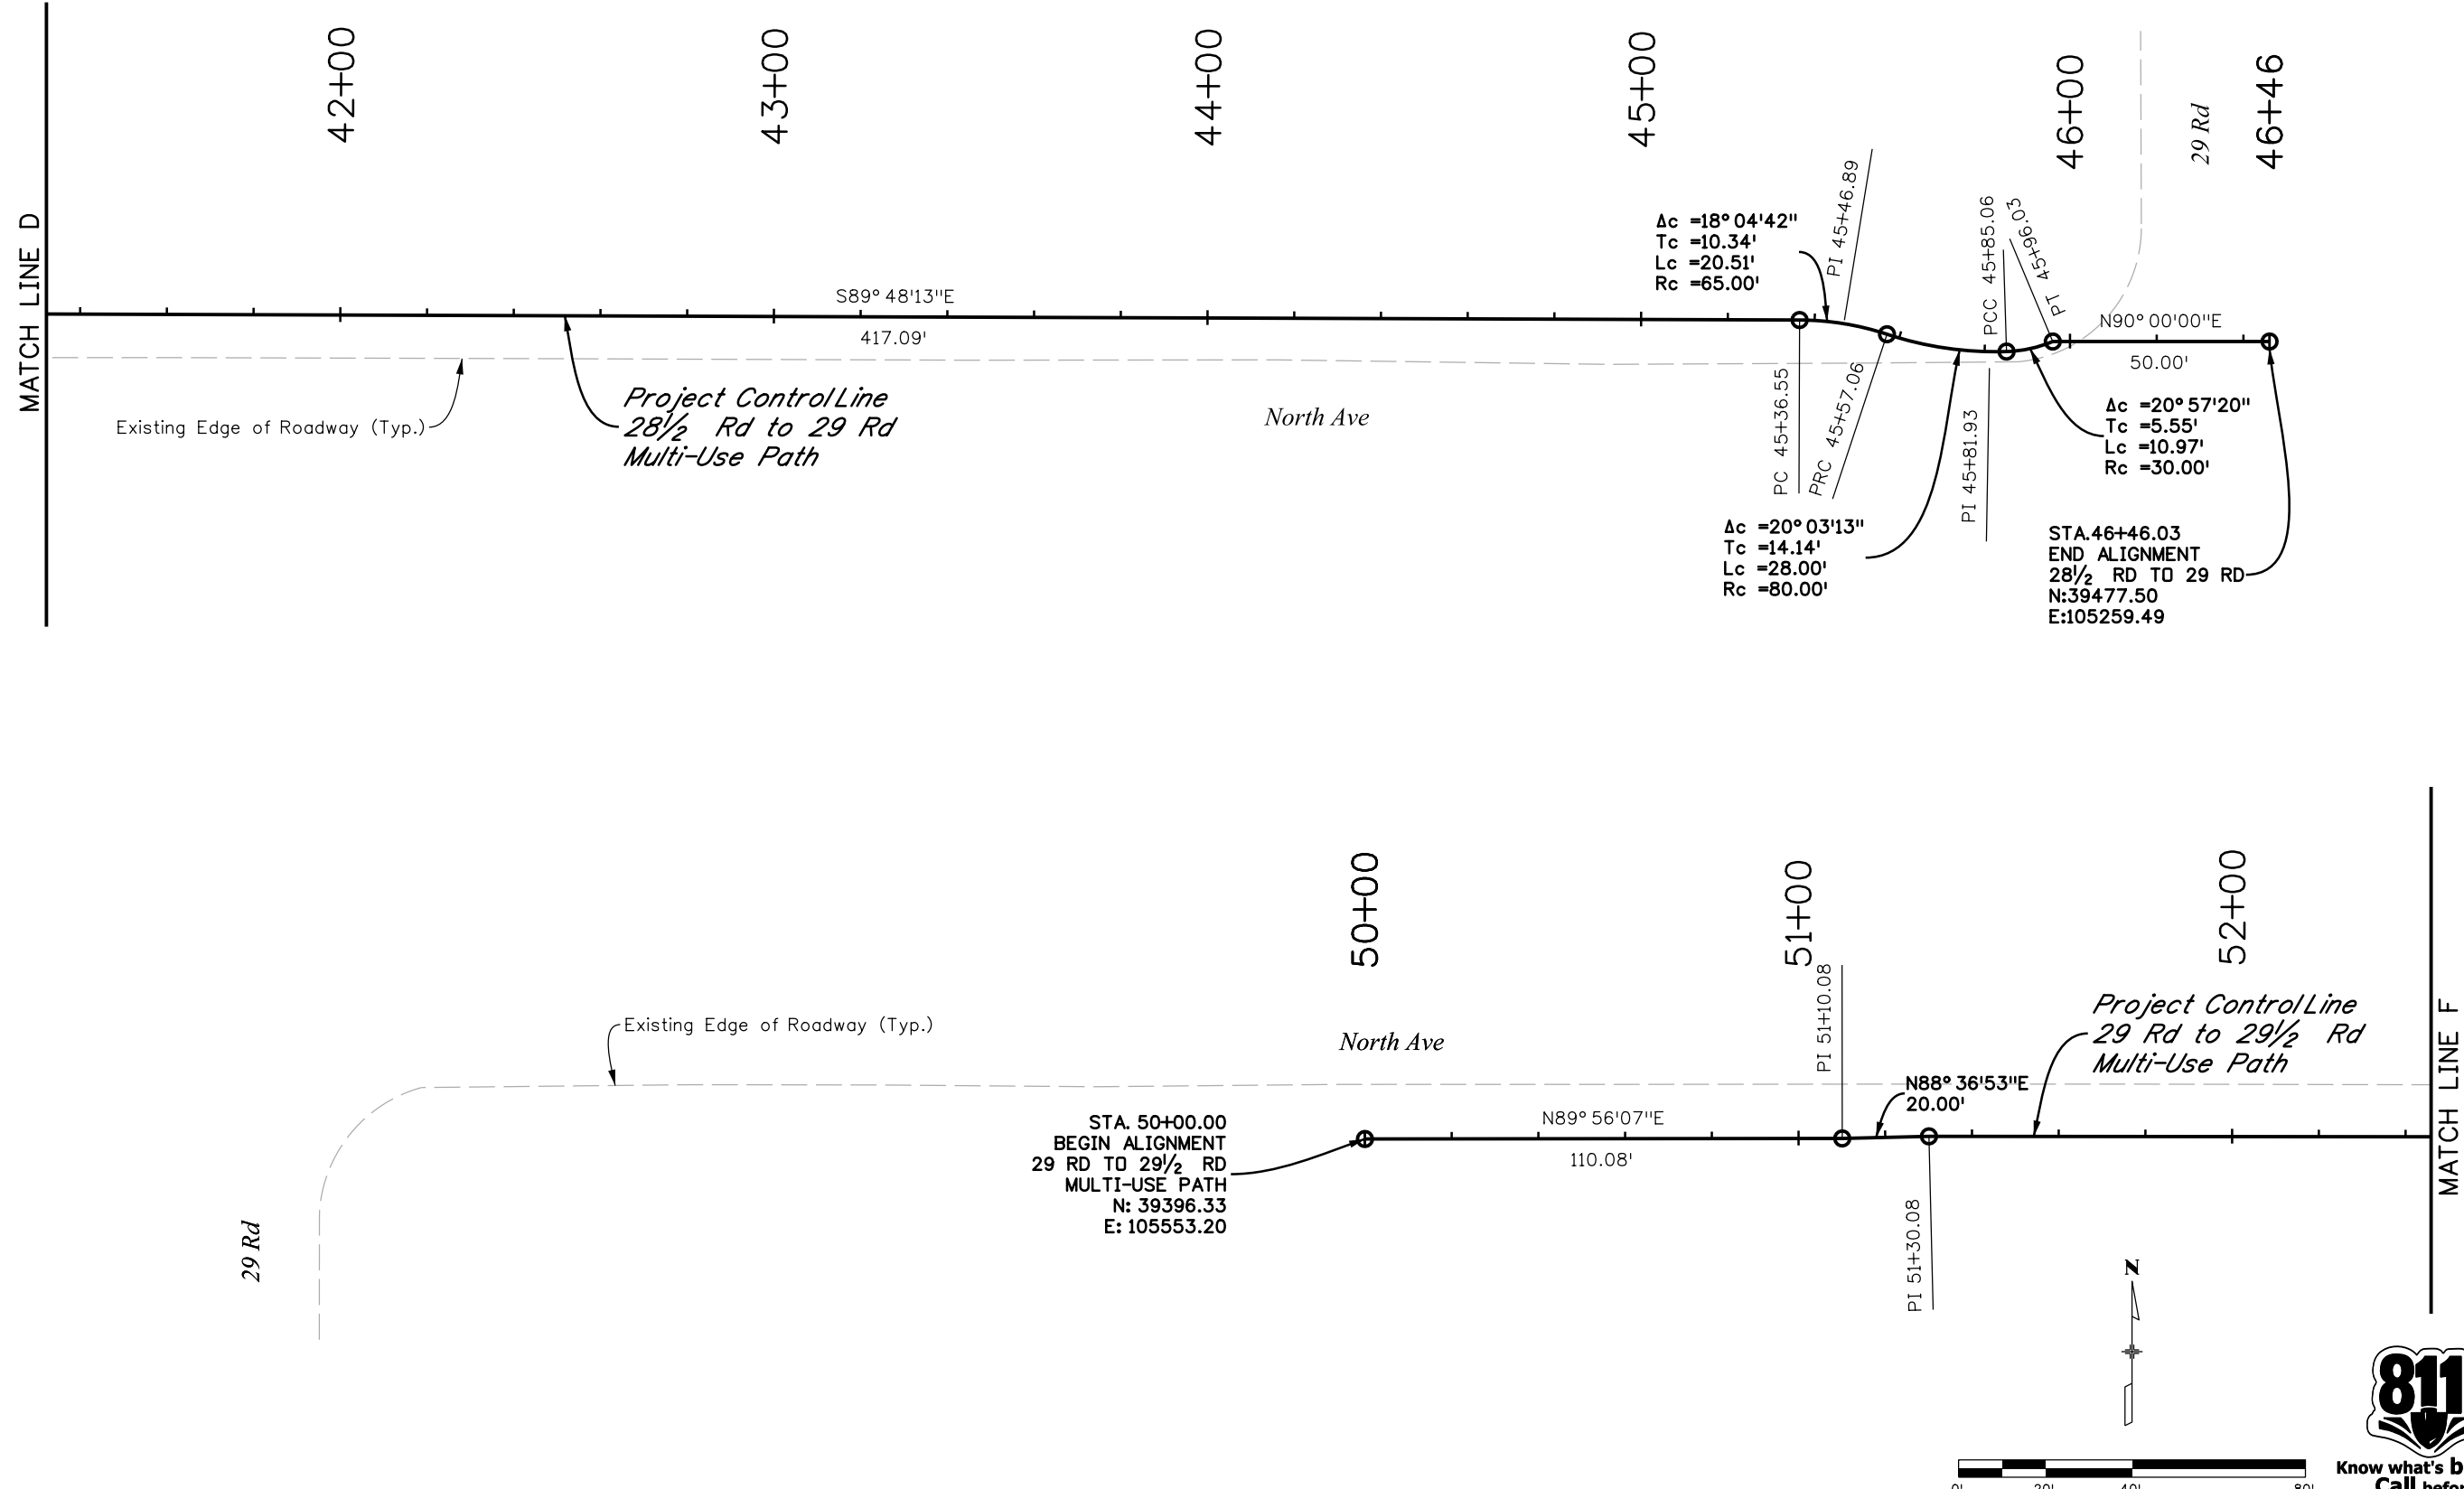 MATCH LINE D
42+00
43+00
44+00
45+00
46+00
29 Rd
46+46
S89°48'13"E
417.09'
Δc =18°04'42"
Tc =10.34'
Lc =20.51'
Rc =65.00'
PI 45+46.89
PCC 45+85.06
PT 45+96.03
N90°00'00"E
50.00'
Existing Edge of Roadway (Typ.)
Project Control Line
28½ Rd to 29 Rd
Multi-Use Path
North Ave
PC 45+36.55
PRC 45+57.06
PI 45+81.93
Δc =20°57'20"
Tc =5.55'
Lc =10.97'
Rc =30.00'
Δc =20°03'13"
Tc =14.14'
Lc =28.00'
Rc =80.00'
STA.46+46.03
END ALIGNMENT
28½ RD TO 29 RD
N:39477.50
E:105259.49
50+00
51+00
52+00
Existing Edge of Roadway (Typ.)
North Ave
PI 51+10.08
Project Control Line
29 Rd to 29½ Rd
Multi-Use Path
MATCH LINE F
N88°36'53"E
20.00'
STA. 50+00.00
BEGIN ALIGNMENT
29 RD TO 29½ RD
MULTI-USE PATH
N: 39396.33
E: 105553.20
N89°56'07"E
110.08'
29 Rd
PI 51+30.08
N
811
Know what's b
Call befor
0' 20' 40' 80'